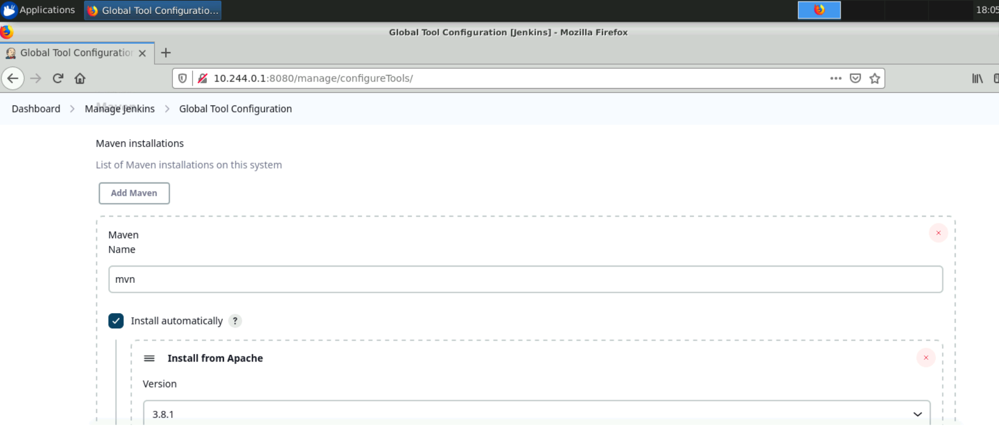 Applications
Global Tool Configuratio...
18:05
Global Tool Configuration [Jenkins] - Mozilla Firefox
Global Tool Configuration
10.244.0.1:8080/manage/configureTools/
Maven
Dashboard > Manage Jenkins > Global Tool Configuration
Maven installations
List of Maven installations on this system
Add Maven
Maven
Name
mvn
Install automatically ?
Install from Apache
Version
3.8.1